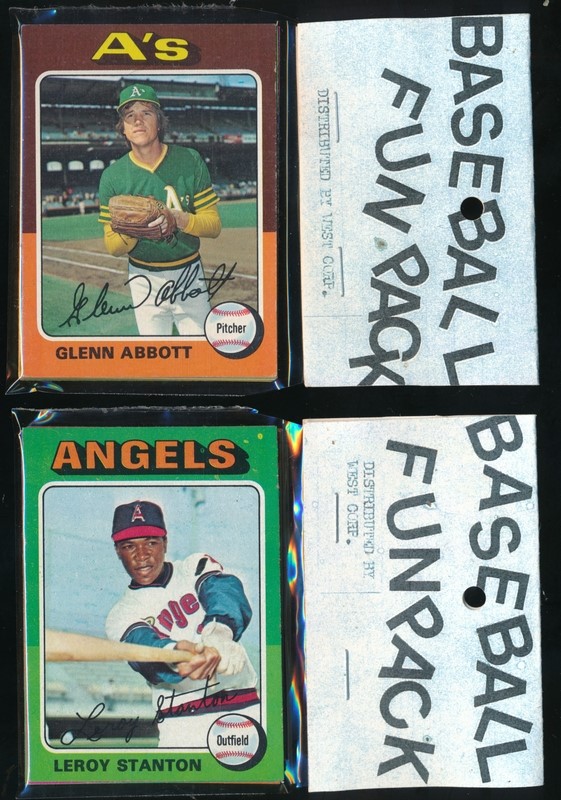 A's
A
A's
Glenn Abbott
Pitcher
GLENN ABBOTT
BASEBALL
FUN PACK
DISTRIBUTED BY WEST CORP.
ANGELS
A
Ange
Leroy Stanton
Outfield
LEROY STANTON
BASEBALL
FUN PACK
DISTRIBUTED BY
WEST CORP.